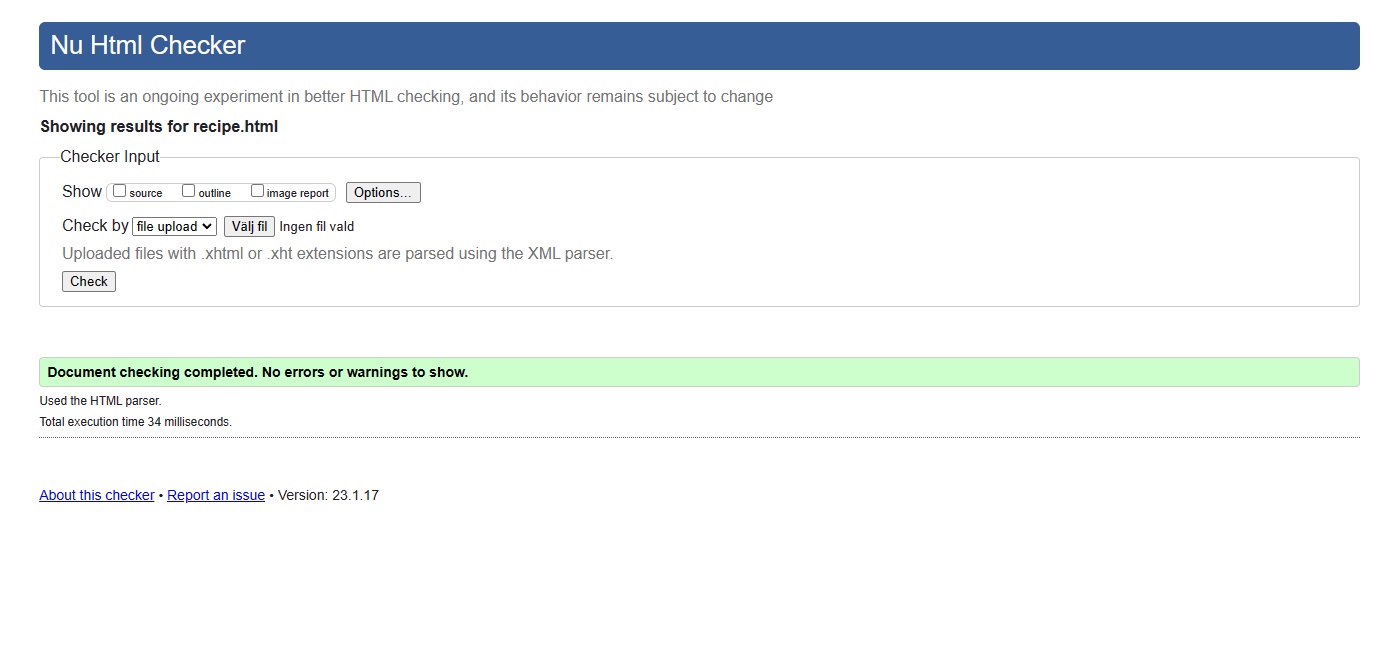 Nu Html Checker
This tool is an ongoing experiment in better HTML checking, and its behavior remains subject to change
Showing results for recipe.html
Checker Input
Show source outline image report Options...
Check by file upload Välj fil Ingen fil vald
Uploaded files with .xhtml or .xht extensions are parsed using the XML parser.
Check
Document checking completed. No errors or warnings to show.
Used the HTML parser.
Total execution time 34 milliseconds.
About this checker • Report an issue • Version: 23.1.17